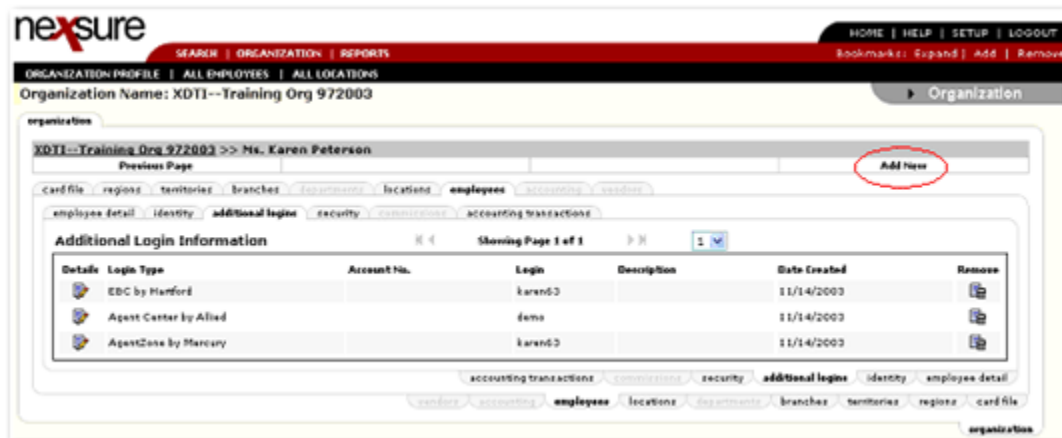 nexsure
HOME | HELP | SETUP | LOGOUT
SEARCH | ORGANIZATION | REPORTS
Bookmarks: Expand | Add | Remove
ORGANIZATION PROFILE | ALL EMPLOYEES | ALL LOCATIONS
Organization Name: XDTI--Training Org 972003
Organization
organization
XDTI--Training Org 972003 >> Ms. Karen Peterson
Previous Page Add New
card file regions territories branches departments locations employees accounting vendors
employee detail identity additional logins security commissions accounting transactions
Additional Login Information Showing Page 1 of 1 1
Details Login Type Account No. Login Description Date Created Remove
EBC by Hartford karen63 11/14/2003
Agent Center by Allied demo 11/14/2003
AgentZone by Mercury karen63 11/14/2003
accounting transactions commissions security additional logins identity employee detail
vendors accounting employees locations departments branches territories regions card file
organization